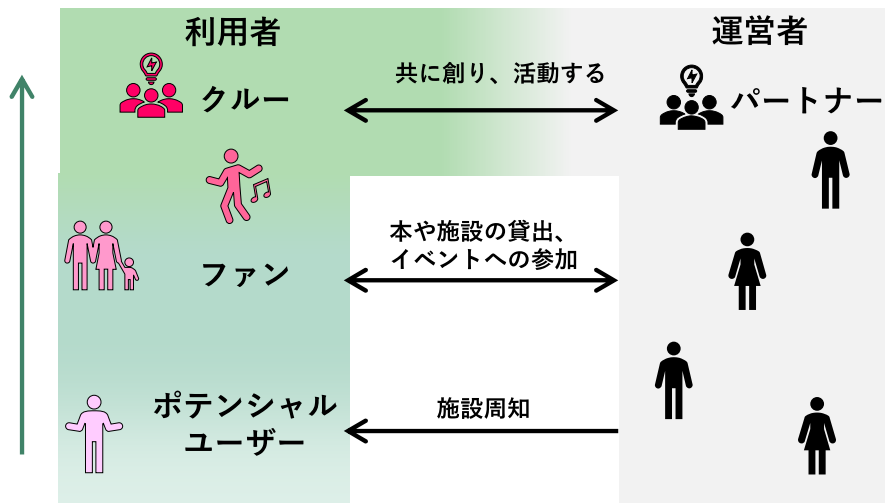 利用者
運営者
クルー
共に創り、活動する
パートナー
ファン
本や施設の貸出、
イベントへの参加
ポテンシャル
ユーザー
施設周知